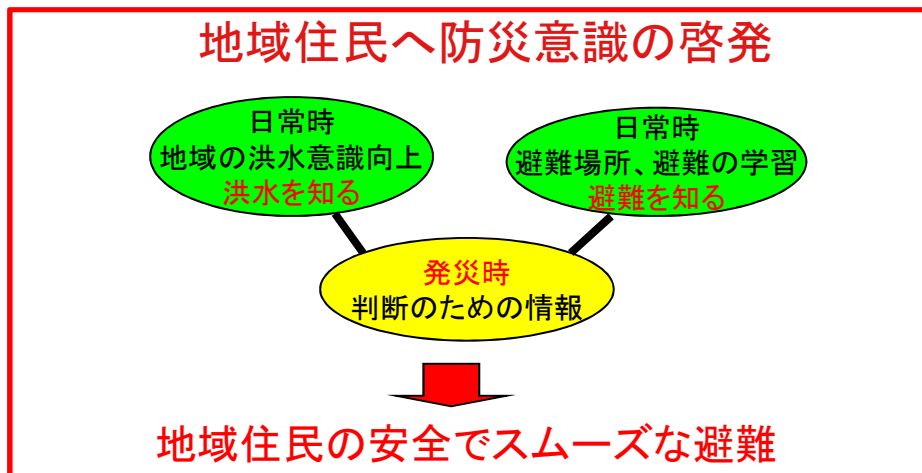 地域住民へ防災意識の啓発
日常時
地域の洪水意識向上
洪水を知る
日常時
避難場所、避難の学習
避難を知る
発災時
判断のための情報
地域住民の安全でスムーズな避難